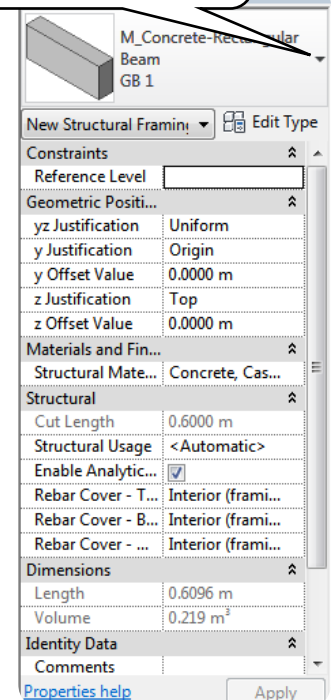 M_Concrete-Rectangular
Beam
GB 1
New Structural Framing Edit Type
Constraints
Reference Level
Geometric Positi...
yz Justification Uniform
y Justification Origin
y Offset Value 0.0000 m
z Justification Top
z Offset Value 0.0000 m
Materials and Fin...
Structural Mate... Concrete, Cas...
Structural
Cut Length 0.6000 m
Structural Usage <Automatic>
Enable Analytic...
Rebar Cover - T... Interior (frami...
Rebar Cover - B... Interior (frami...
Rebar Cover - ... Interior (frami...
Dimensions
Length 0.6096 m
Volume 0.219 m³
Identity Data
Comments
Properties help Apply